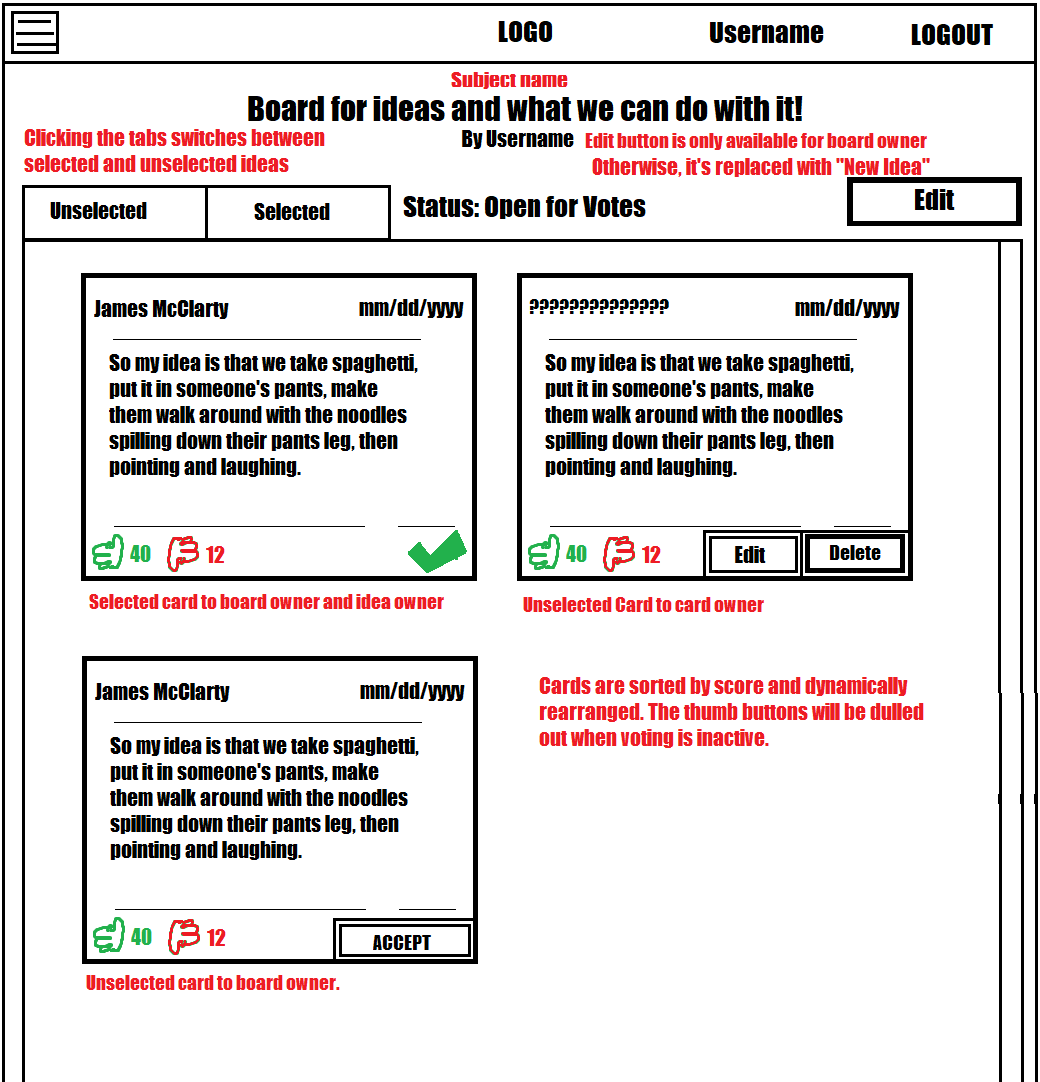 LOGO Username LOGOUT
Subject name
Board for ideas and what we can do with it!
Clicking the tabs switches between
selected and unselected ideas
By Username
Edit button is only available for board owner
Otherwise, it's replaced with "New Idea"
Unselected Selected Status: Open for Votes Edit
James McClarty mm/dd/yyyy
So my idea is that we take spaghetti,
put it in someone's pants, make
them walk around with the noodles
spilling down their pants leg, then
pointing and laughing.
40 12
Selected card to board owner and idea owner
?????????????? mm/dd/yyyy
So my idea is that we take spaghetti,
put it in someone's pants, make
them walk around with the noodles
spilling down their pants leg, then
pointing and laughing.
40 12 Edit Delete
Unselected Card to card owner
James McClarty mm/dd/yyyy
So my idea is that we take spaghetti,
put it in someone's pants, make
them walk around with the noodles
spilling down their pants leg, then
pointing and laughing.
40 12 ACCEPT
Unselected card to board owner.
Cards are sorted by score and dynamically
rearranged. The thumb buttons will be dulled
out when voting is inactive.